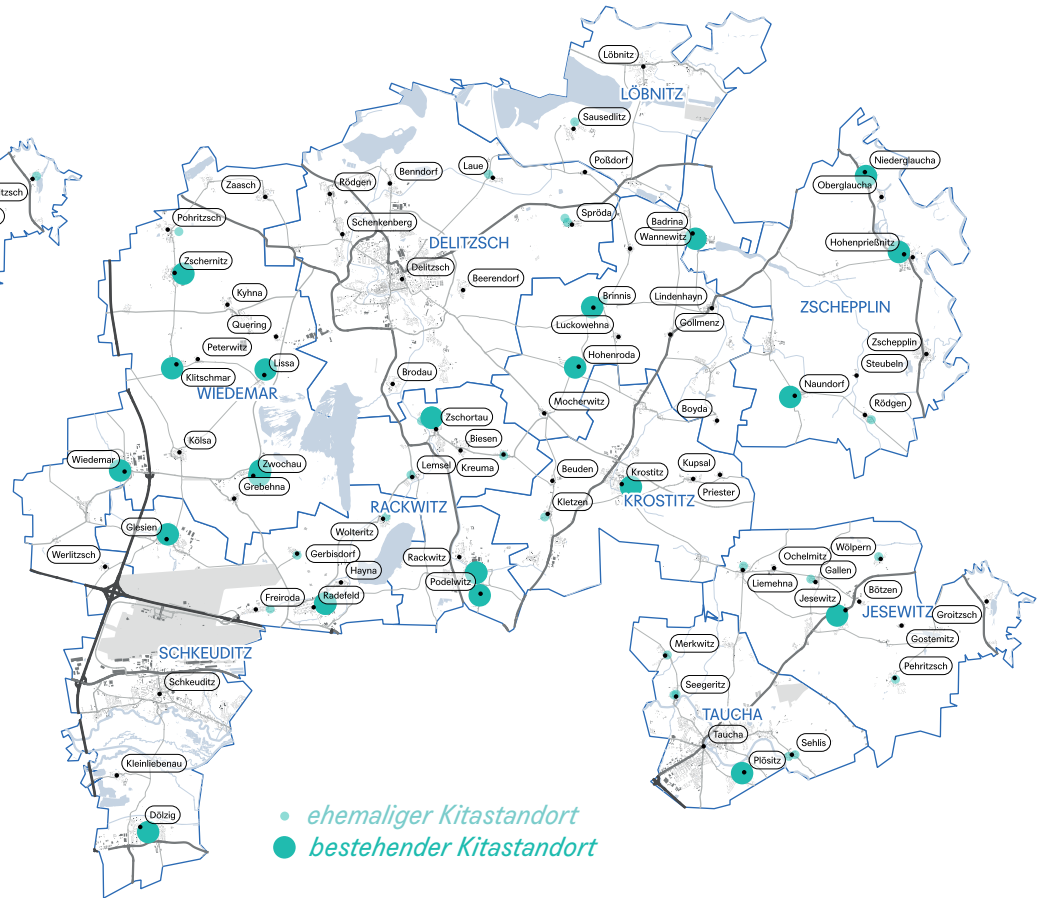 Löbnitz
LÖBNITZ
Sausedlitz
Poßdorf
Laue
Benndorf
Rödgen
Zaasch
Niederglaucha
Oberglaucha
itzsch
Pohritzsch
Schenkenberg
Spröda
Badrina
Wannewitz
DELITZSCH
Hohenprießnitz
Zschernitz
Delitzsch
Beerendorf
Kyhna
Brinnis
Lindenhayn
ZSCHEPPLIN
Quering
Luckowehna
Göllmenz
Peterwitz
Hohenroda
Zschepplin
Lissa
Steubeln
Klitschmar
Brodau
Naundorf
WIEDEMAR
Mocherwitz
Boyda
Rödgen
Zschortau
Kölsa
Biesen
Wiedemar
Zwochau
Lemsel
Kreuma
Beuden
Krostitz
Kupsal
Grebehna
Priester
RACKWITZ
Kletzen
KROSTITZ
Glesien
Wolteritz
Werlitzsch
Gerbisdorf
Rackwitz
Ochelmitz
Wölpern
Hayna
Podelwitz
Liemehna
Gallen
Freiroda
Radefeld
Jesewitz
Bötzen
JESEWITZ
Groitzsch
Gostemitz
SCHKEUDITZ
Merkwitz
Pehritzsch
Schkeuditz
Seegeritz
TAUCHA
Taucha
Sehlis
Kleinliebenau
Plösitz
Dölzig
ehemaliger Kitastandort
bestehender Kitastandort